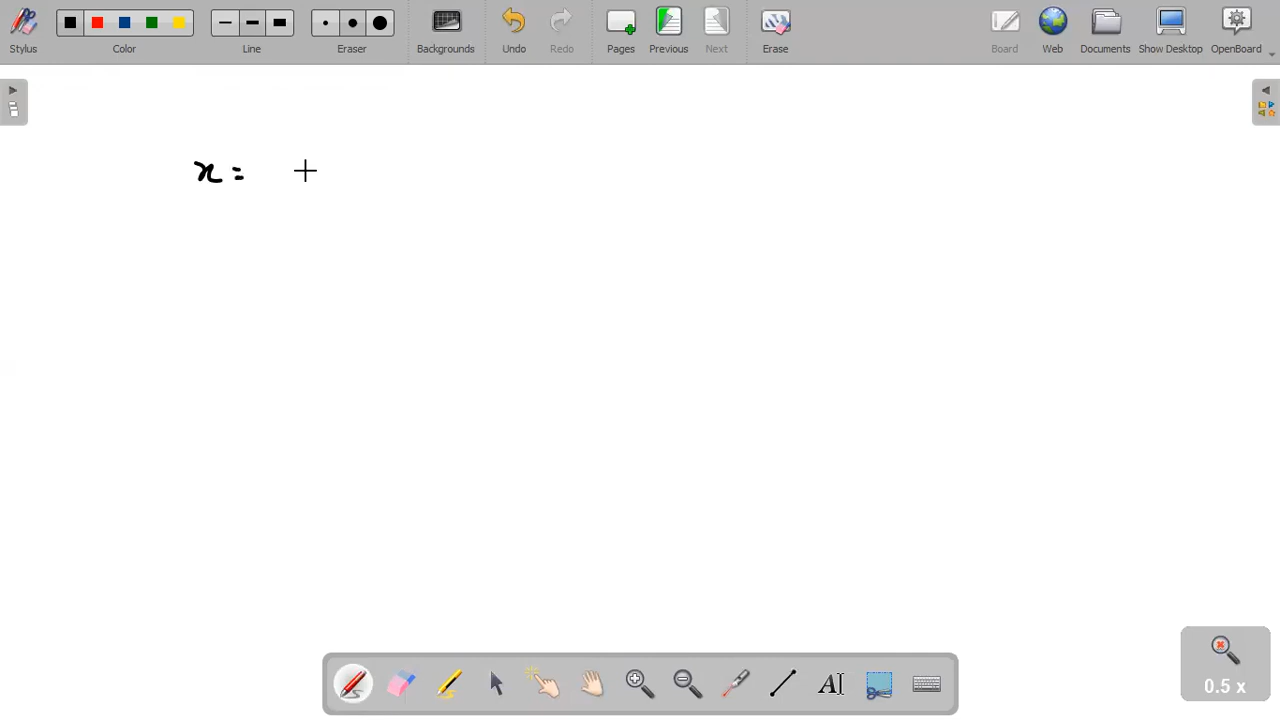 Stylus Color Line Eraser Backgrounds Undo Redo Pages Previous Next Erase Board Web Documents Show Desktop OpenBoard
x =
0.5 x